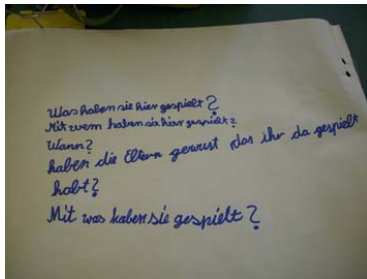 Was haben sie hier gespielt?
Mit wem haben sie hier gespielt?
Wann?
haben die Eltern gewust das ihr da gespielt
habt?
Mit was haben sie gespielt?